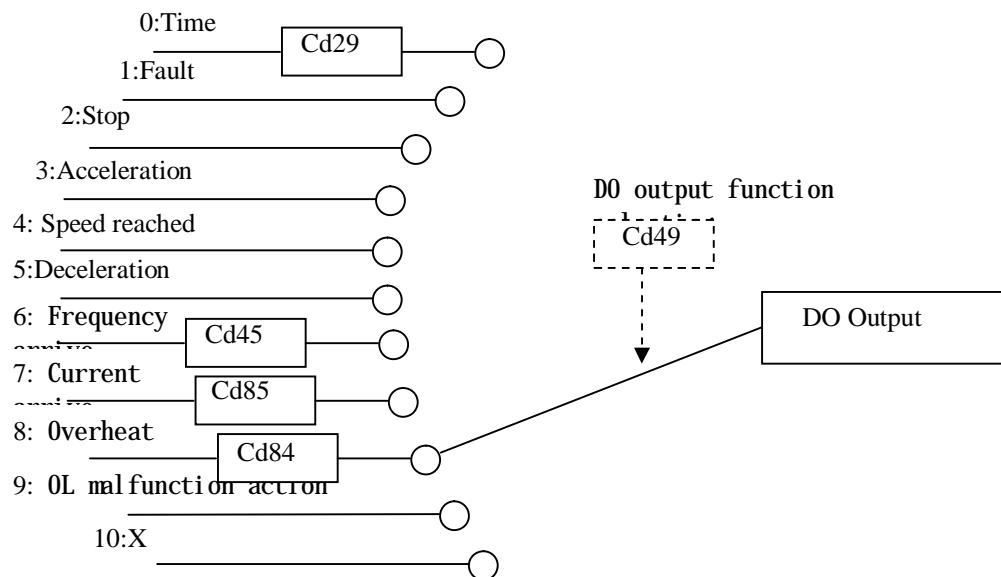 0:Time
Cd29
1:Fault
2:Stop
3:Acceleration
4: Speed reached
5:Deceleration
6: Frequency
Cd45
7: Current
Cd85
8: Overheat
Cd84
9: OL malfunction action
10:X
DO output function
Cd49
DO Output